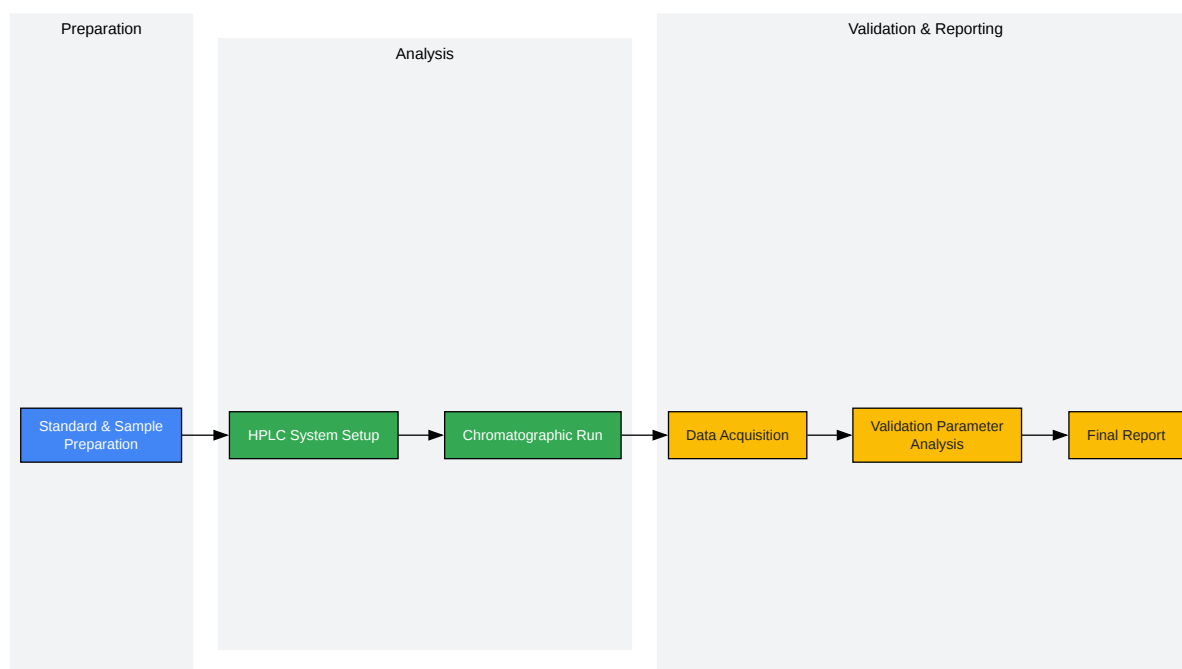 Preparation
Analysis
Validation & Reporting
Standard & Sample
Preparation
HPLC System Setup
Chromatographic Run
Data Acquisition
Validation Parameter
Analysis
Final Report